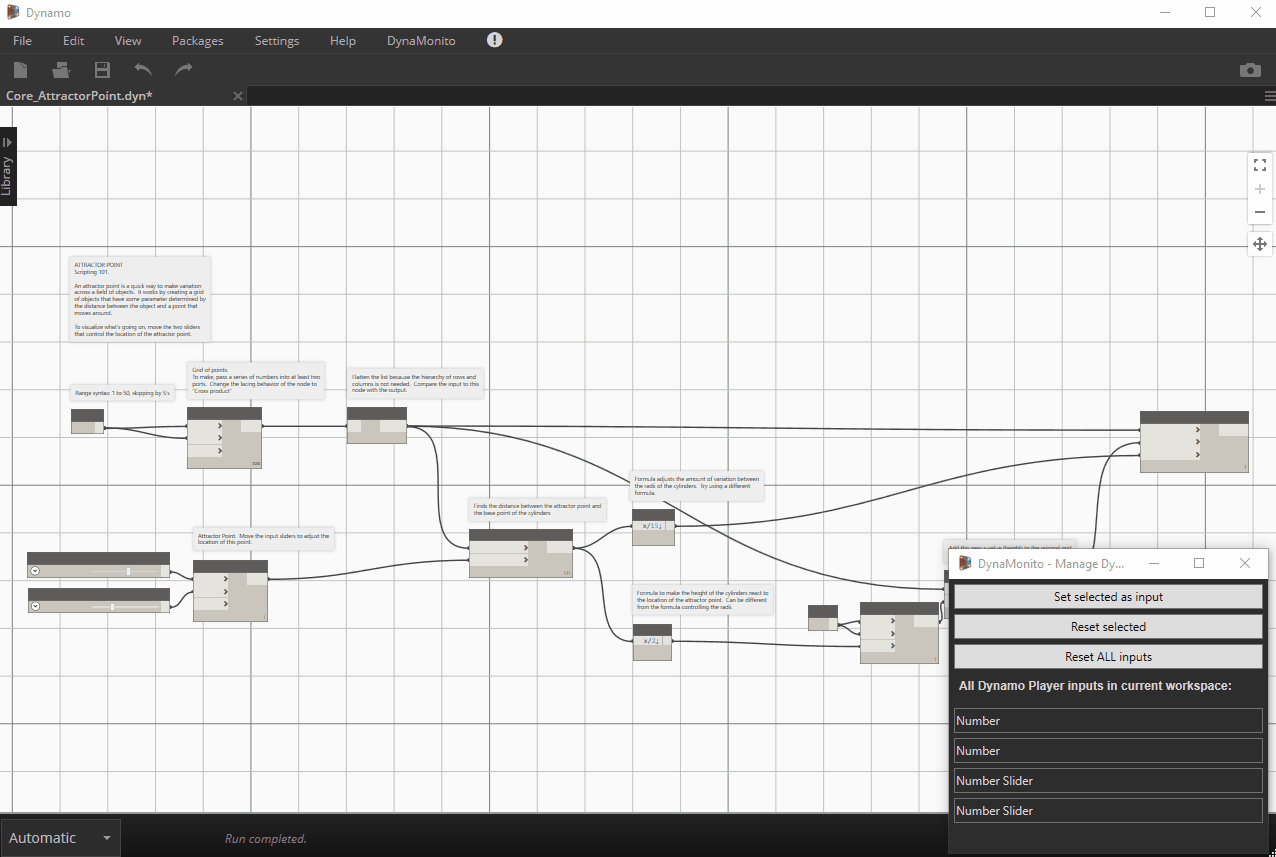 Dynamo
File Edit View Packages Settings Help DynaMonito
Core_AttractorPoint.dyn*
Library
ATTRACTOR POINT
Scripting 101.
An attractor point is a quick way to make variation
across a field of objects. It works by creating a grid
of objects that have some parameter determined by
the distance between the object and a point that
moves around.
To visualize what's going on, move the two sliders
that control the location of the attractor point.
Grid of points.
To make, pass a series of numbers into at least two
ports. Change the lacing behavior of the node to
"Cross product"
Flatten the list because the hierarchy of rows and
columns is not needed. Compare the input to this
node with the output.
Range syntax: 1 to 50, skipping by 5's
Formula adjusts the amount of variation between
the radii of the cylinders. Try using a different
formula.
Finds the distance between the attractor point and
the base point of the cylinders
x/15;
Attractor Point. Move the input sliders to adjust the
location of this point.
Formula to make the height of the cylinders react to
the location of the attractor point. Can be different
from the formula controlling the radii
x/2;
DynaMonito - Manage Dy...
Set selected as input
Reset selected
Reset ALL inputs
All Dynamo Player inputs in current workspace:
Number
Number
Number Slider
Number Slider
Automatic
Run completed.